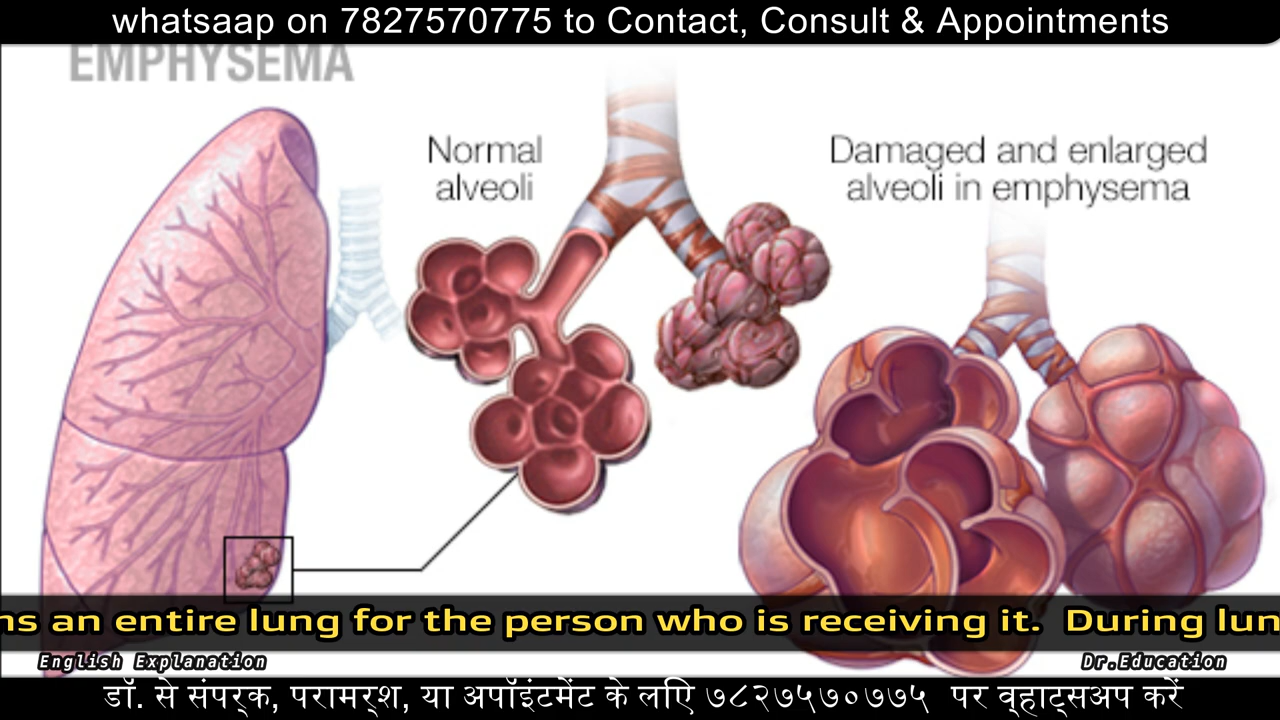 whatsaap on 7827570775 to Contact, Consult & Appointments
EMPHYSEMA
Normal
alveoli
Damaged and enlarged
alveoli in emphysema
ns an entire lung for the person who is receiving it.  During lun
English Explanation
Dr.Education
डॉ. से संपर्क, परामर्श, या अपॉइंटमेंट के लिए ७८२७५७०७७५  पर व्हाट्सअप करें